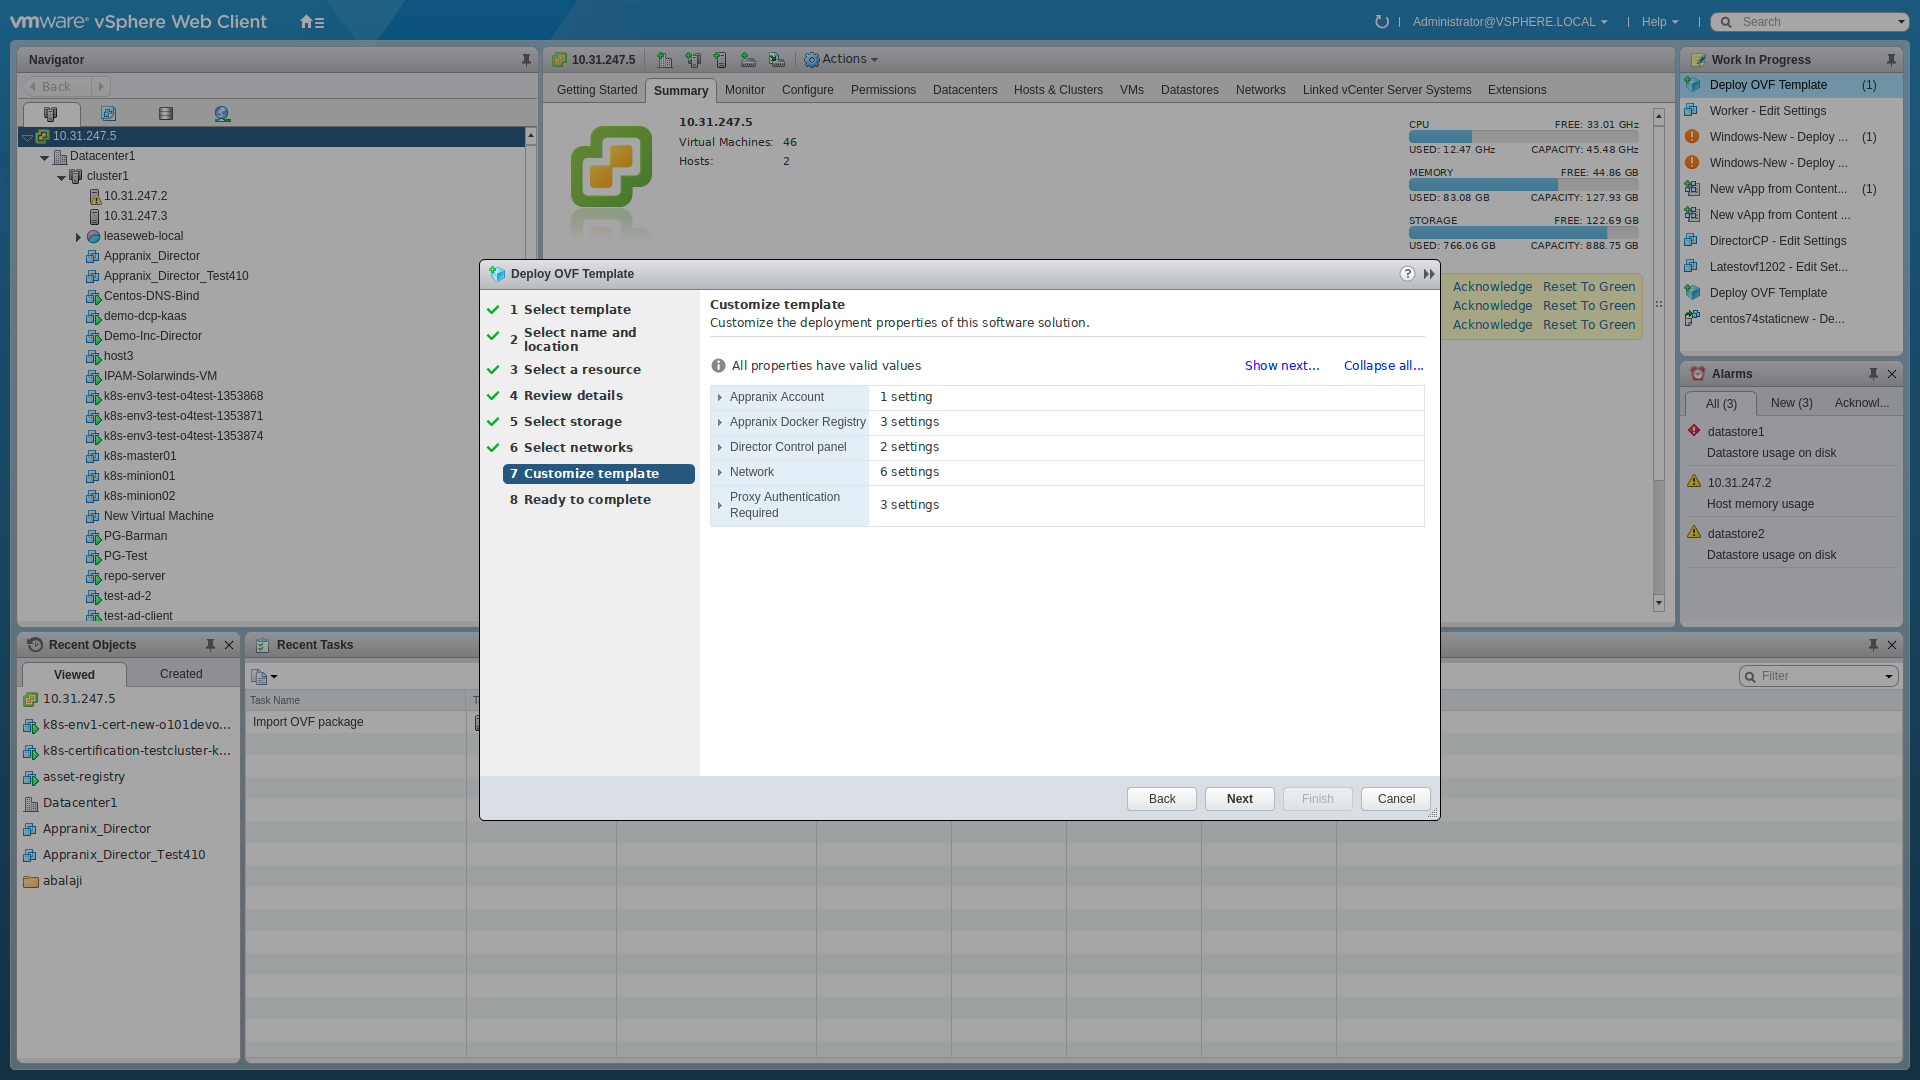 vmware® vSphere Web Client
Administrator@VSPHERE.LOCAL
Help
Search
Navigator
Back
10.31.247.5
Datacenter1
cluster1
10.31.247.2
10.31.247.3
leaseweb-local
Appranix_Director
Appranix_Director_Test410
Centos-DNS-Bind
demo-dcp-kaas
Demo-Inc-Director
host3
IPAM-Solarwinds-VM
k8s-env3-test-o4test-1353868
k8s-env3-test-o4test-1353871
k8s-env3-test-o4test-1353874
k8s-master01
k8s-minion01
k8s-minion02
New Virtual Machine
PG-Barman
PG-Test
repo-server
test-ad-2
test-ad-client
10.31.247.5
Actions
Getting Started Summary Monitor Configure Permissions Datacenters Hosts & Clusters VMs Datastores Networks Linked vCenter Server Systems Extensions
10.31.247.5
Virtual Machines: 46
Hosts: 2
CPU FREE: 33.01 GHz
USED: 12.47 GHz CAPACITY: 45.48 GHz
MEMORY FREE: 44.86 GB
USED: 83.08 GB CAPACITY: 127.93 GB
STORAGE FREE: 122.69 GB
USED: 766.06 GB CAPACITY: 888.75 GB
Acknowledge Reset To Green
Acknowledge Reset To Green
Acknowledge Reset To Green
Deploy OVF Template
1 Select template
2 Select name and
location
3 Select a resource
4 Review details
5 Select storage
6 Select networks
7 Customize template
8 Ready to complete
Customize template
Customize the deployment properties of this software solution.
All properties have valid values
Show next...
Collapse all...
Appranix Account 1 setting
Appranix Docker Registry 3 settings
Director Control panel 2 settings
Network 6 settings
Proxy Authentication
Required
3 settings
Back
Next
Finish
Cancel
Work In Progress
Deploy OVF Template (1)
Worker - Edit Settings
Windows-New - Deploy ... (1)
Windows-New - Deploy ...
New vApp from Content... (1)
New vApp from Content ...
DirectorCP - Edit Settings
Latestovf1202 - Edit Set...
Deploy OVF Template
centos74staticnew - De...
Alarms
All (3) New (3) Acknowl...
datastore1
Datastore usage on disk
10.31.247.2
Host memory usage
datastore2
Datastore usage on disk
Recent Objects
Viewed Created
10.31.247.5
k8s-env1-cert-new-o101devo...
k8s-certification-testcluster-k...
asset-registry
Datacenter1
Appranix_Director
Appranix_Director_Test410
abalaji
Recent Tasks
Filter
Task Name
Import OVF package